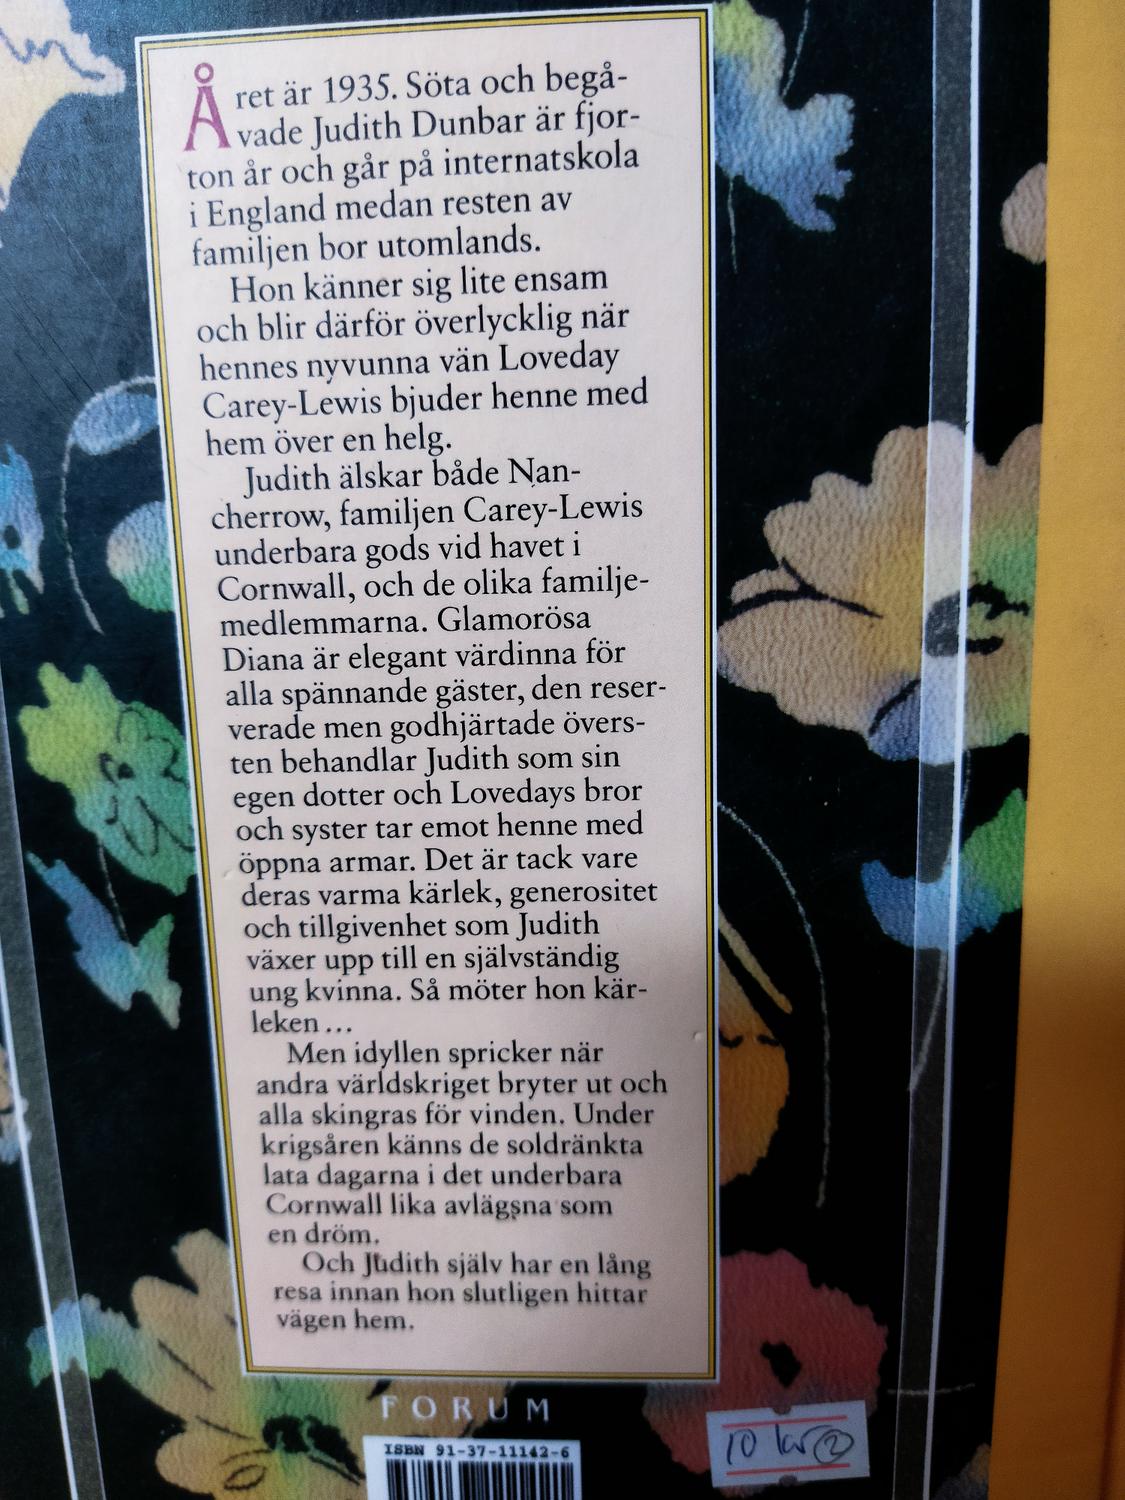 Året är 1935. Söta och begå-
vade Judith Dunbar är fjor-
ton år och går på internatskola
i England medan resten av
familjen bor utomlands.
Hon känner sig lite ensam
och blir därför överlycklig när
hennes nyvunna vän Loveday
Carey-Lewis bjuder henne med
hem över en helg.
Judith älskar både Nan-
cherrow, familjen Carey-Lewis
underbara gods vid havet i
Cornwall, och de olika familje-
medlemmarna. Glamorösa
Diana är elegant värdinna för
alla spännande gäster, den reser-
verade men godhjärtade övers-
ten behandlar Judith som sin
egen dotter och Lovedays bror
och syster tar emot henne med
öppna armar. Det är tack vare
deras varma kärlek, generositet
och tillgivenhet som Judith
växer upp till en självständig
ung kvinna. Så möter hon kär-
leken ...
Men idyllen spricker när
andra världskriget bryter ut och
alla skingras för vinden. Under
krigsåren känns de soldränkta
lata dagarna i det underbara
Cornwall lika avlägsna som
en dröm.
Och Judith själv har en lång
resa innan hon slutligen hittar
vägen hem.
FORUM
ISBN 91-37-11142-6
10 kr 2